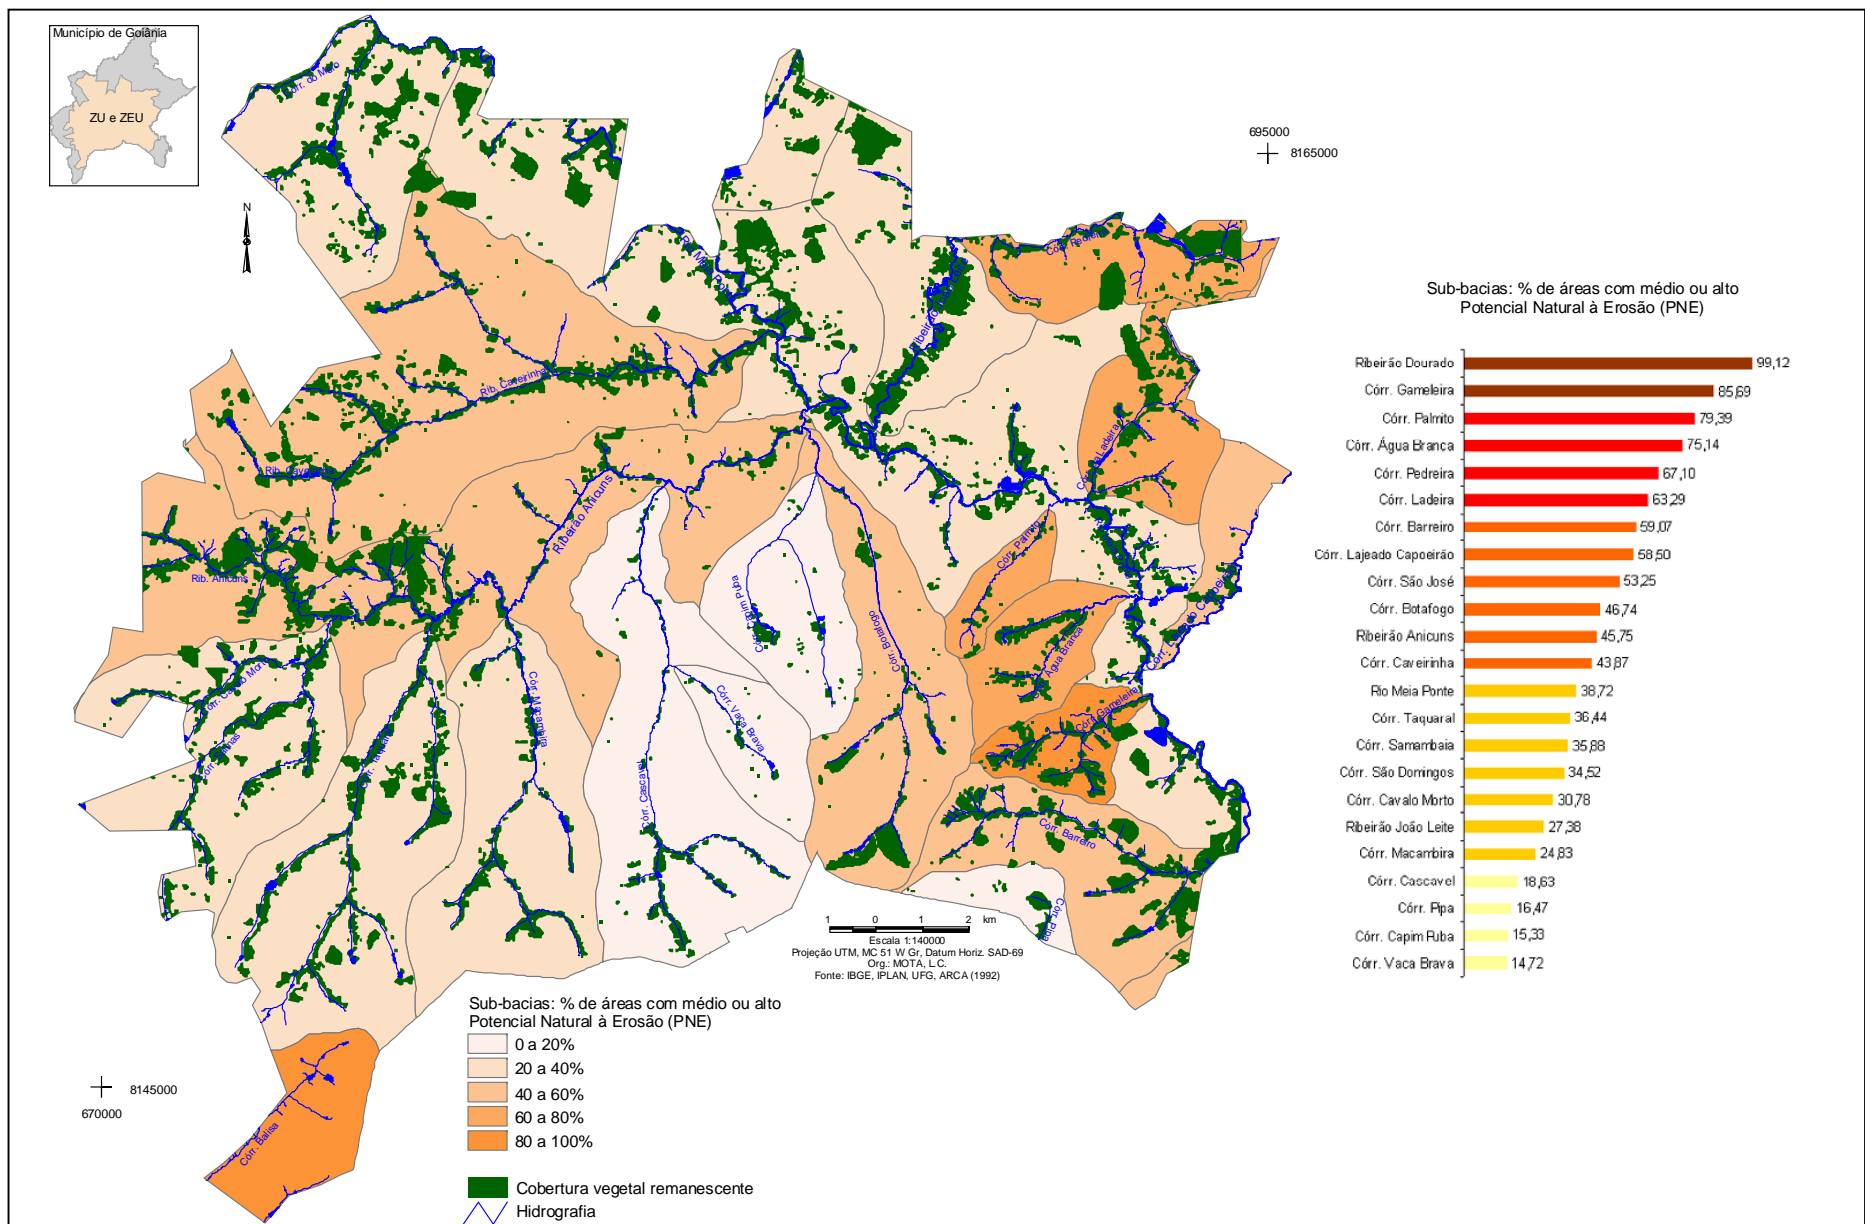 Município de Goiânia
ZU e ZEU
N
695000
8165000
Córr. do Meio
Rib. Caveirinha
Ribeirão Anicuns
Rib. Anicuns
Córr. Macambira
Córr. Cascavel
Córr. Vaca Brava
Córr. Capim Puba
Córr. Botafogo
Córr. Palmito
Córr. Água Branca
Córr. Gameleira
Córr. Barreiro
Córr. Pipa
Córr. Balisa
1 0 1 2 km
Escala 1:140000
Projeção UTM, MC 51 W Gr, Datum Horiz. SAD-69
Org.: MOTA, L.C.
Fonte: IBGE, IPLAN, UFG, ARCA (1992)
8145000
670000
Sub-bacias: % de áreas com médio ou alto
Potencial Natural à Erosão (PNE)
0 a 20%
20 a 40%
40 a 60%
60 a 80%
80 a 100%
Cobertura vegetal remanescente
Hidrografia
Sub-bacias: % de áreas com médio ou alto
Potencial Natural à Erosão (PNE)
Ribeirão Dourado 99,12
Córr. Gameleira 85,69
Córr. Palmito 79,39
Córr. Água Branca 75,14
Córr. Pedreira 67,10
Córr. Ladeira 63,29
Córr. Barreiro 59,07
Córr. Lajeado Capoeirão 58,50
Córr. São José 53,25
Córr. Botafogo 46,74
Ribeirão Anicuns 45,75
Córr. Caveirinha 43,87
Rio Meia Ponte 38,72
Córr. Taquaral 36,44
Córr. Samambaia 35,88
Córr. São Domingos 34,52
Córr. Cavalo Morto 30,78
Ribeirão João Leite 27,38
Córr. Macambira 24,83
Córr. Cascavel 18,63
Córr. Pipa 16,47
Córr. Capim Puba 15,33
Córr. Vaca Brava 14,72